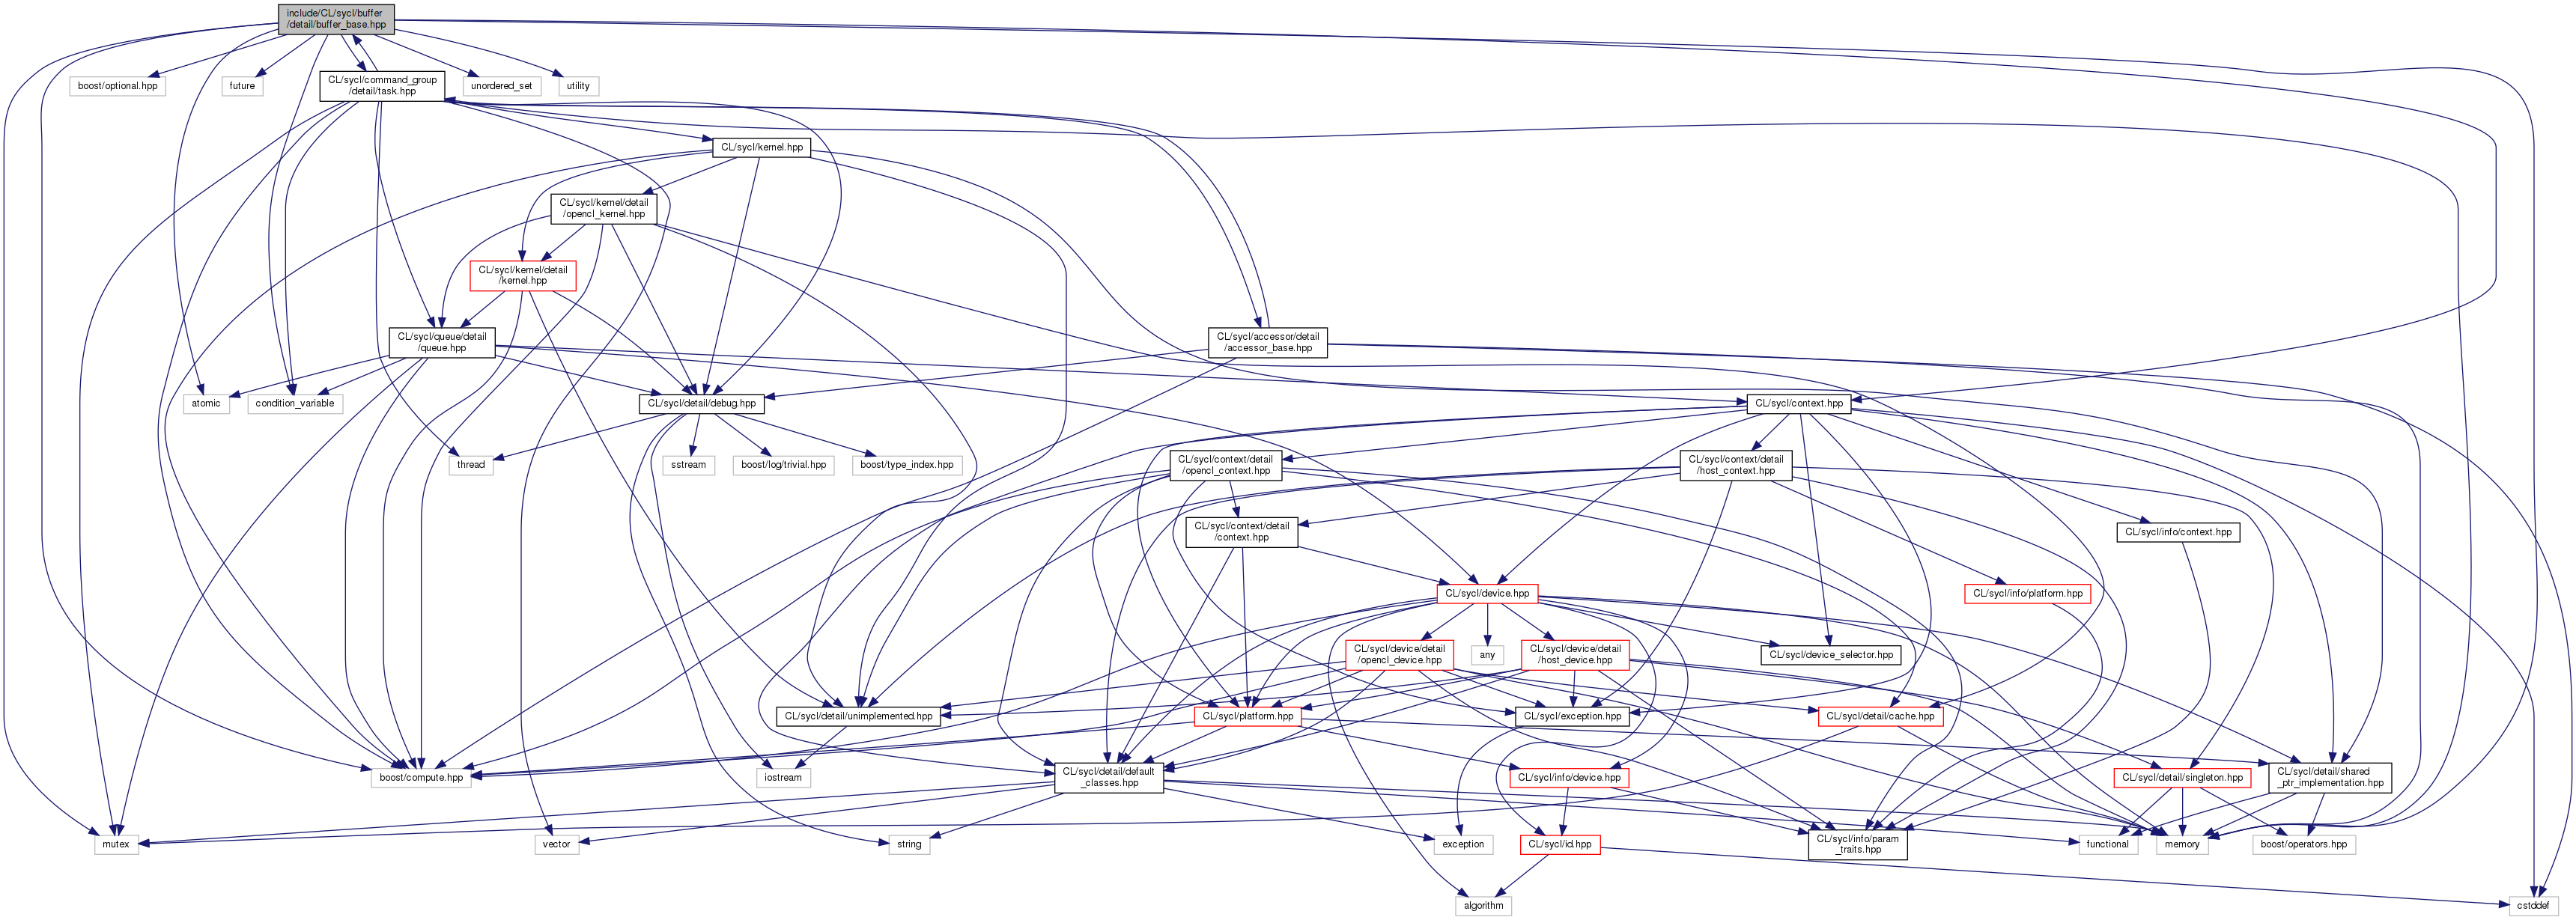 include/CL/sycl/buffer
/detail/buffer_base.hpp
boost/optional.hpp
future
CL/sycl/command_group
/detail/task.hpp
unordered_set
utility
CL/sycl/kernel.hpp
CL/sycl/kernel/detail
/opencl_kernel.hpp
CL/sycl/kernel/detail
/kernel.hpp
CL/sycl/queue/detail
/queue.hpp
CL/sycl/accessor/detail
/accessor_base.hpp
atomic
condition_variable
CL/sycl/detail/debug.hpp
CL/sycl/context.hpp
thread
sstream
boost/log/trivial.hpp
boost/type_index.hpp
CL/sycl/context/detail
/opencl_context.hpp
CL/sycl/context/detail
/host_context.hpp
CL/sycl/context/detail
/context.hpp
CL/sycl/info/context.hpp
CL/sycl/device.hpp
CL/sycl/info/platform.hpp
CL/sycl/device/detail
/opencl_device.hpp
any
CL/sycl/device/detail
/host_device.hpp
CL/sycl/device_selector.hpp
CL/sycl/detail/unimplemented.hpp
CL/sycl/platform.hpp
CL/sycl/exception.hpp
CL/sycl/detail/cache.hpp
boost/compute.hpp
iostream
CL/sycl/detail/default
_classes.hpp
CL/sycl/info/device.hpp
CL/sycl/detail/singleton.hpp
CL/sycl/detail/shared
_ptr_implementation.hpp
mutex
vector
string
exception
CL/sycl/id.hpp
CL/sycl/info/param
_traits.hpp
functional
memory
boost/operators.hpp
algorithm
cstddef